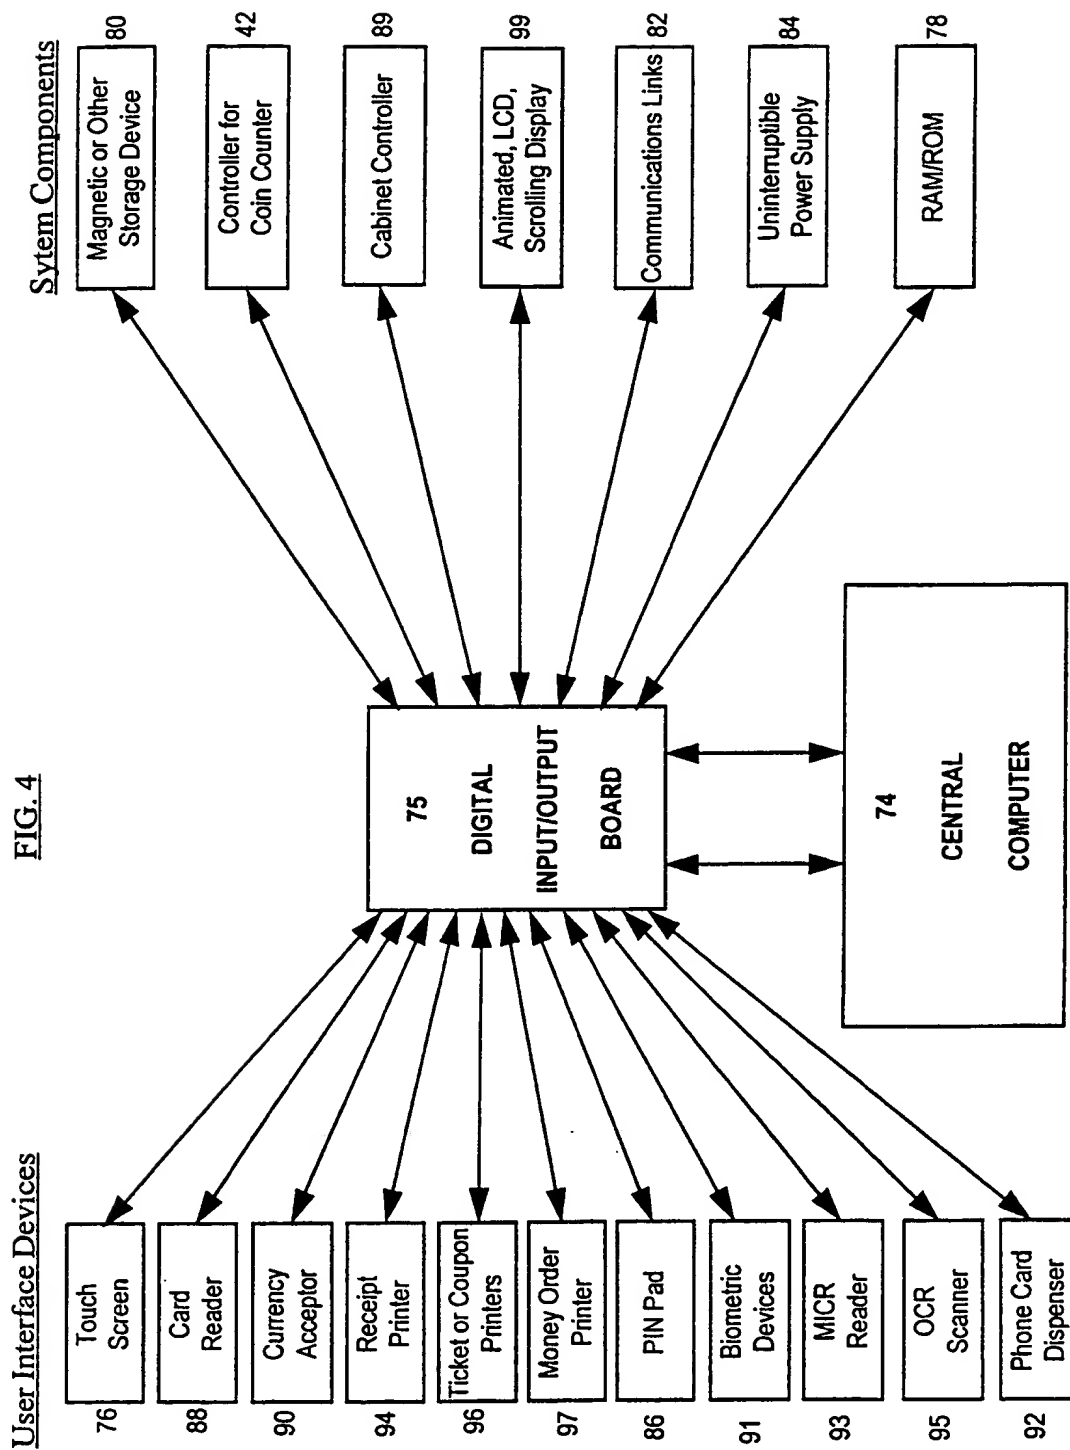 FIG. 4
User Interface Devices
76
Touch
Screen
88
Card
Reader
90
Currency
Acceptor
94
Receipt
Printer
96
Ticket or Coupon
Printers
97
Money Order
Printer
86
PIN Pad
91
Biometric
Devices
93
MICR
Reader
95
OCR
Scanner
92
Phone Card
Dispenser
75
DIGITAL
INPUT/OUTPUT
BOARD
74
CENTRAL
COMPUTER
Sytem Components
Magnetic or Other
Storage Device
80
Controller for
Coin Counter
42
Cabinet Controller
89
Animated, LCD,
Scrolling Display
99
Communications Links
82
Uninterruptible
Power Supply
84
RAM/ROM
78